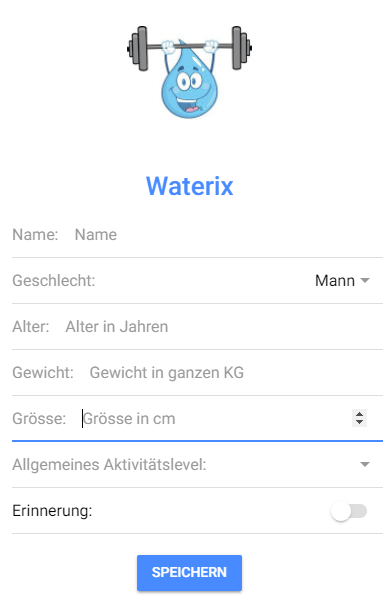 Waterix
Name: Name
Geschlecht: Mann
Alter: Alter in Jahren
Gewicht: Gewicht in ganzen KG
Grösse: Grösse in cm
Allgemeines Aktivitätslevel:
Erinnerung:
SPEICHERN